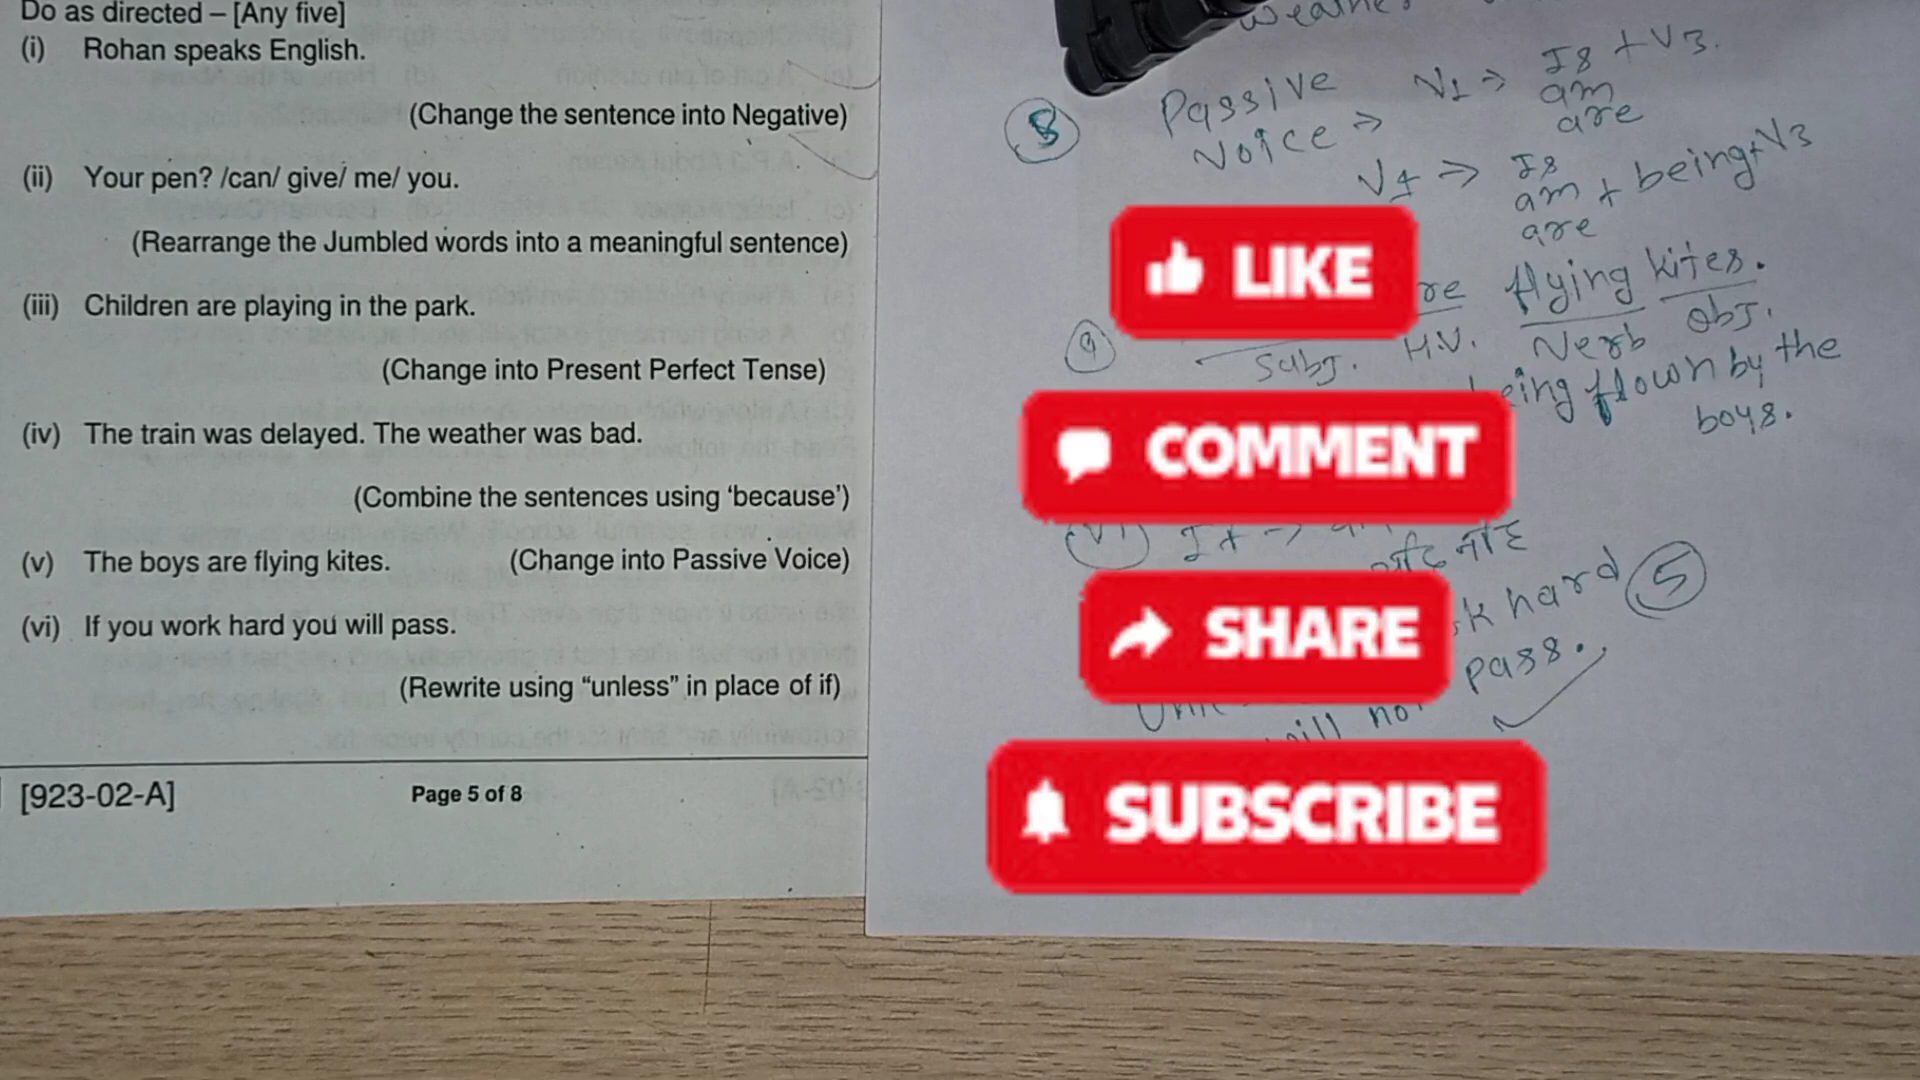 Do as directed – [Any five]
(i) Rohan speaks English.
(Change the sentence into Negative)
(ii) Your pen? /can/ give/ me/ you.
(Rearrange the Jumbled words into a meaningful sentence)
(iii) Children are playing in the park.
(Change into Present Perfect Tense)
(iv) The train was delayed. The weather was bad.
(Combine the sentences using ‘because’)
(v) The boys are flying kites. (Change into Passive Voice)
(vi) If you work hard you will pass.
(Rewrite using “unless” in place of if)
[923-02-A]
Page 5 of 8
8 Passive Voice ⇒ V1 ⇒ Is am are + V3.
V4 ⇒ Is am are + being + V3
flying kites.
9 Subj. H.V. Verb Obj.
flown by the
boys.
(vi)
hard 5
pass.
LIKE
COMMENT
SHARE
SUBSCRIBE